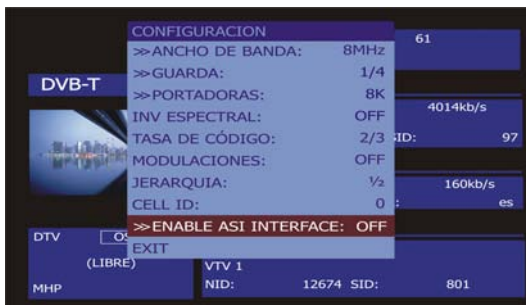 CONFIGURACION
61
≫ANCHO DE BANDA: 8MHz
≫GUARDA: 1/4
DVB-T
≫PORTADORAS: 8K
INV ESPECTRAL: OFF
4014kb/s
TASA DE CÓDIGO: 2/3
SID: 97
MODULACIONES: OFF
JERARQUIA: ½
160kb/s
CELL ID: 0
: es
≫ENABLE ASI INTERFACE: OFF
DTV
EXIT
(LIBRE)
VTV 1
MHP
NID: 12674 SID: 801